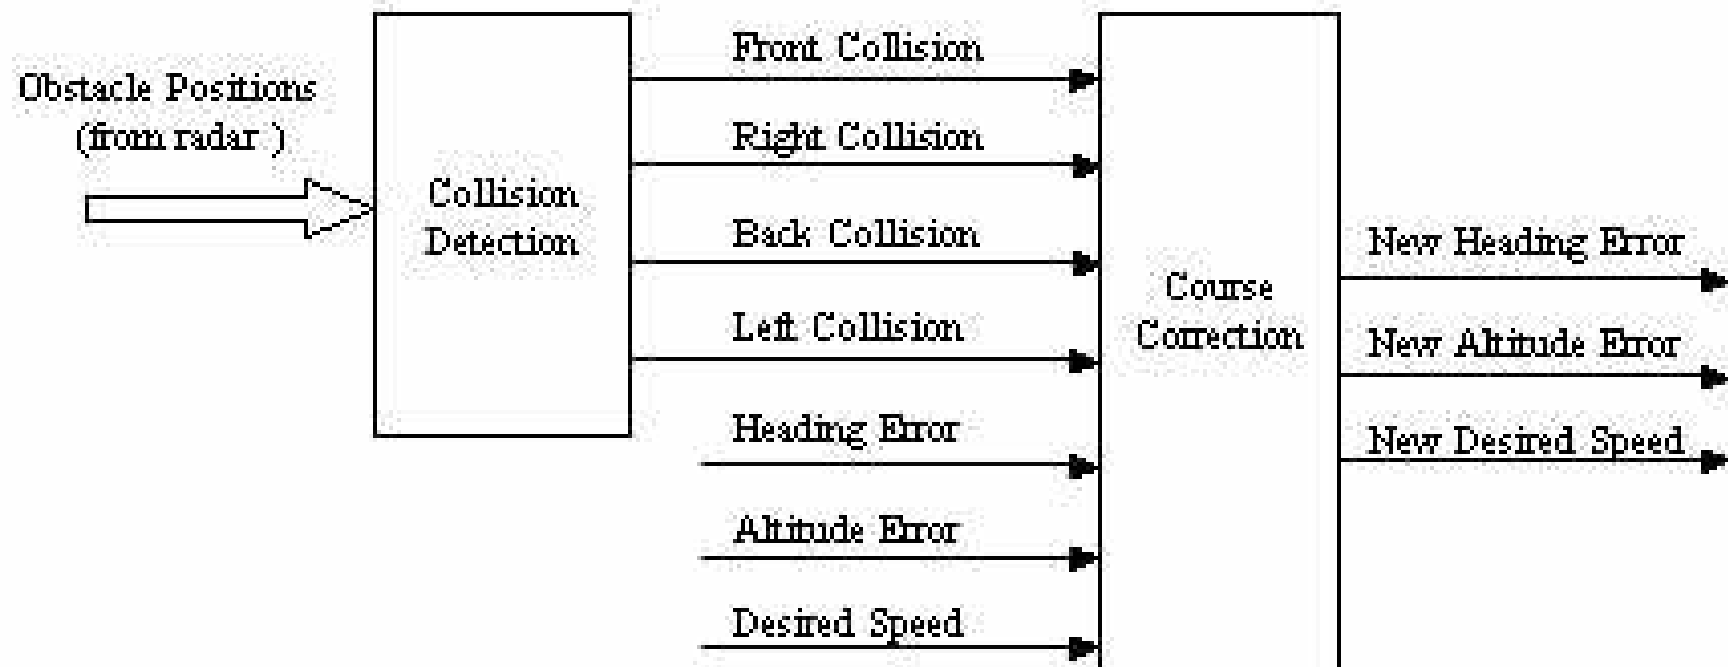 Obstacle Positions
(from radar )
Collision
Detection
Front Collision
Right Collision
Back Collision
Left Collision
Heading Error
Altitude Error
Desired Speed
Course
Correction
New Heading Error
New Altitude Error
New Desired Speed